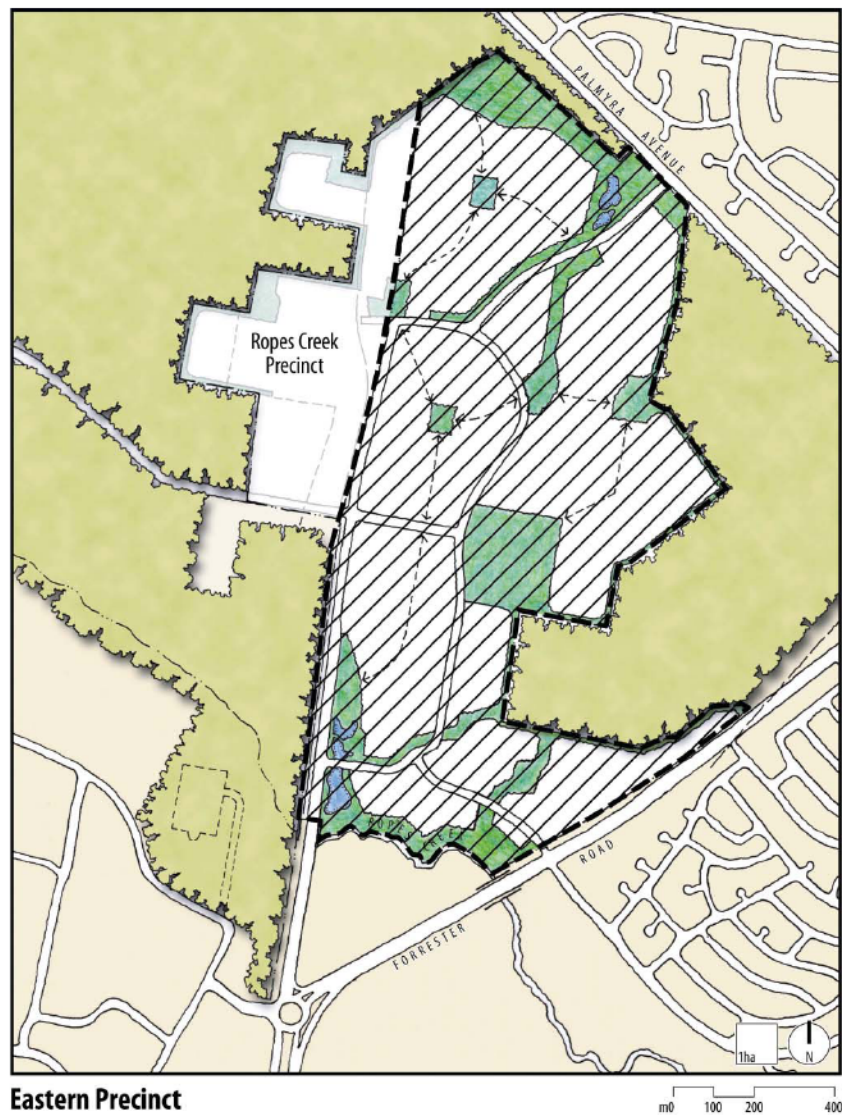 PALMYRA AVENUE
Ropes Creek
Precinct
ROPES CREEK
FORRESTER ROAD
1ha
N
Eastern Precinct
m0 100 200 400